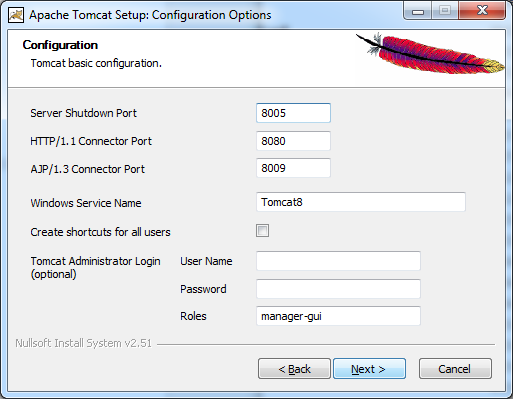 Apache Tomcat Setup: Configuration Options
Configuration
Tomcat basic configuration.
Server Shutdown Port 8005
HTTP/1.1 Connector Port 8080
AJP/1.3 Connector Port 8009
Windows Service Name Tomcat8
Create shortcuts for all users
Tomcat Administrator Login User Name
(optional)
Password
Roles manager-gui
Nullsoft Install System v2.51
< Back Next > Cancel